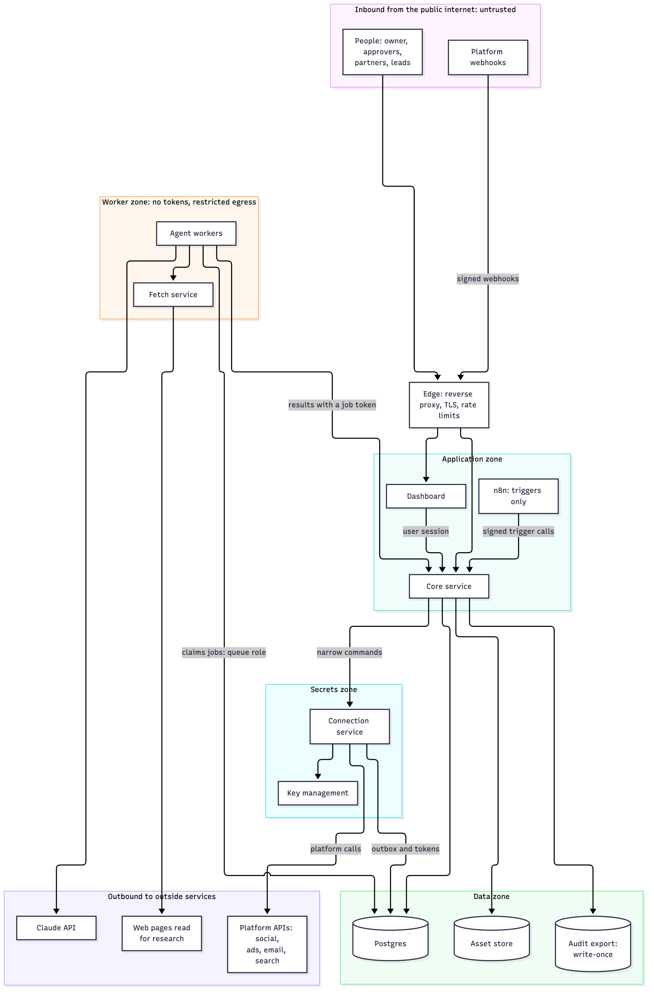 Inbound from the public internet: untrusted
People: owner,
approvers,
partners, leads
Platform
webhooks
Worker zone: no tokens, restricted egress
Agent workers
Fetch service
signed webhooks
results with a job token
Edge: reverse
proxy, TLS, rate
limits
Application zone
Dashboard
n8n: triggers
only
user session
signed trigger calls
Core service
claims jobs: queue role
narrow commands
Secrets zone
Connection
service
Key management
platform calls
outbox and tokens
Outbound to outside services
Claude API
Web pages read
for research
Platform APIs:
social,
ads, email,
search
Data zone
Postgres
Asset store
Audit export:
write-once